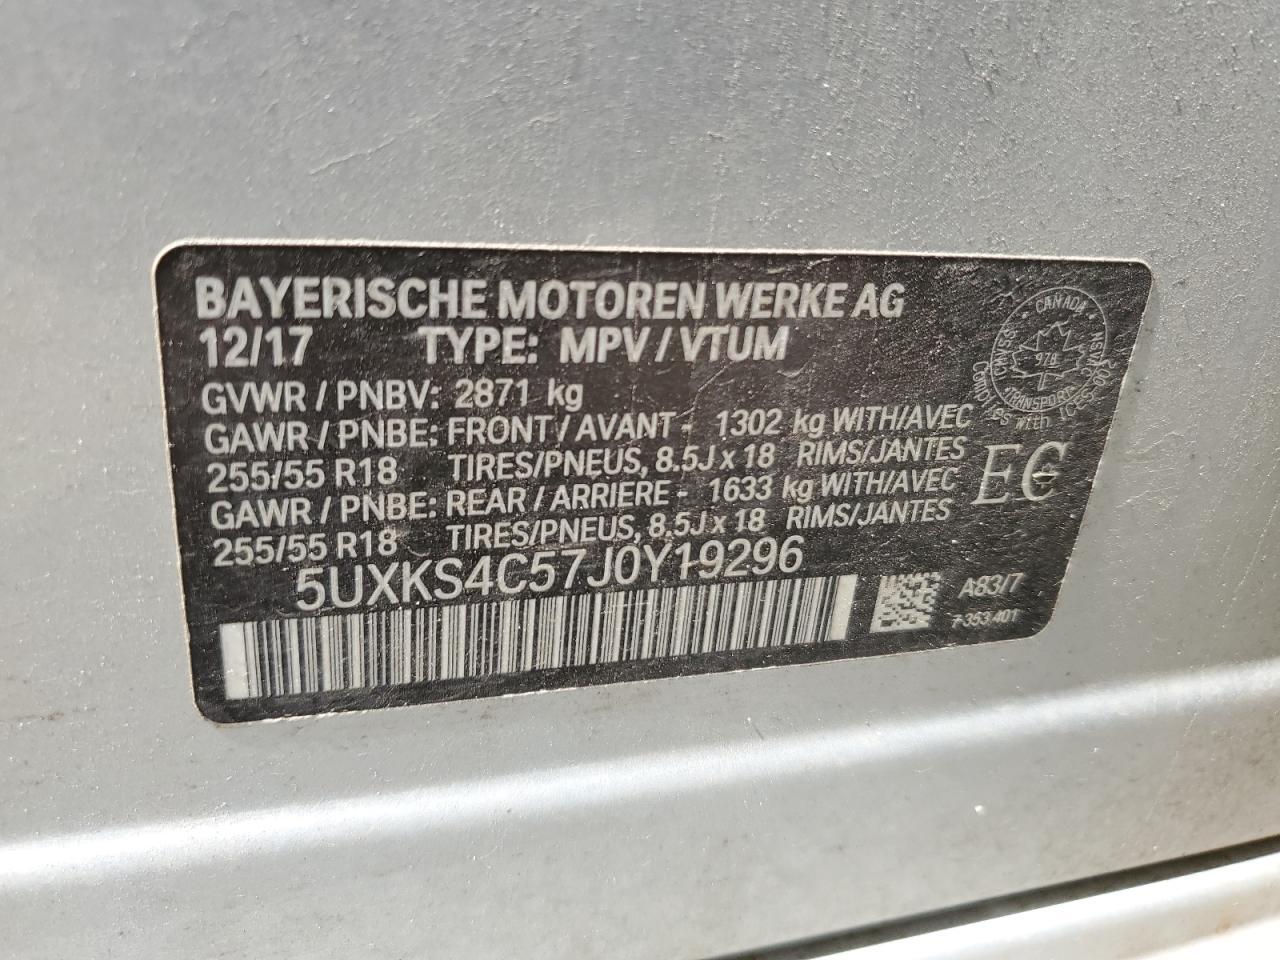 BAYERISCHE MOTOREN WERKE AG
12/17 TYPE: MPV / VTUM
GVWR / PNBV: 2871 kg
GAWR / PNBE: FRONT / AVANT - 1302 kg WITH/AVEC
255/55 R18 TIRES/PNEUS, 8.5J x 18 RIMS/JANTES
GAWR / PNBE: REAR / ARRIERE - 1633 kg WITH/AVEC
255/55 R18 TIRES/PNEUS, 8.5J x 18 RIMS/JANTES
5UXKS4C57J0Y19296
CANADA
978
TRANSPORT
EC
A83/7
7-353 401